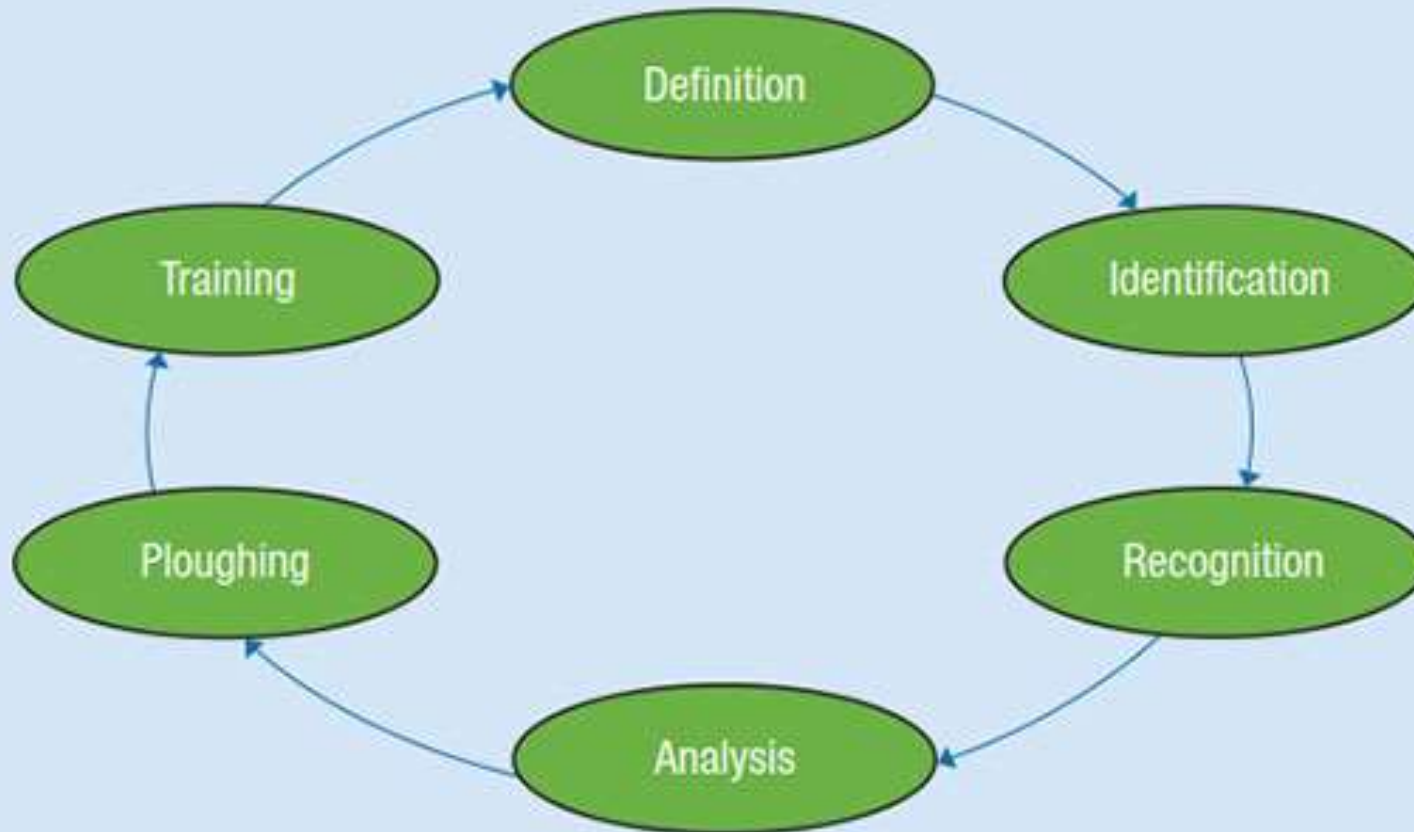 Definition
Identification
Recognition
Analysis
Ploughing
Training